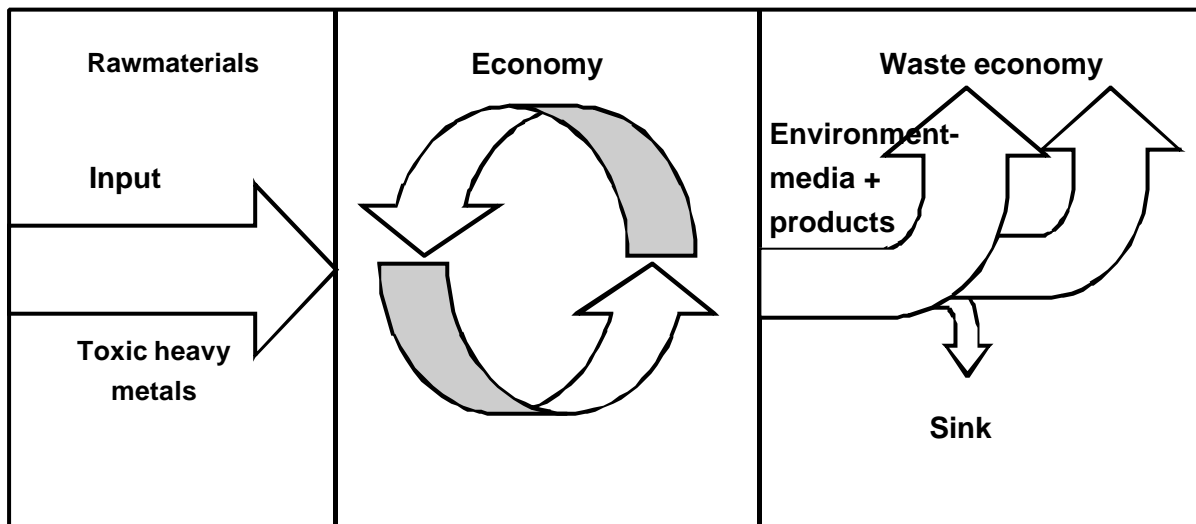 Rawmaterials
Input
Toxic heavy
metals
Economy
Waste economy
Environment-
media +
products
Sink